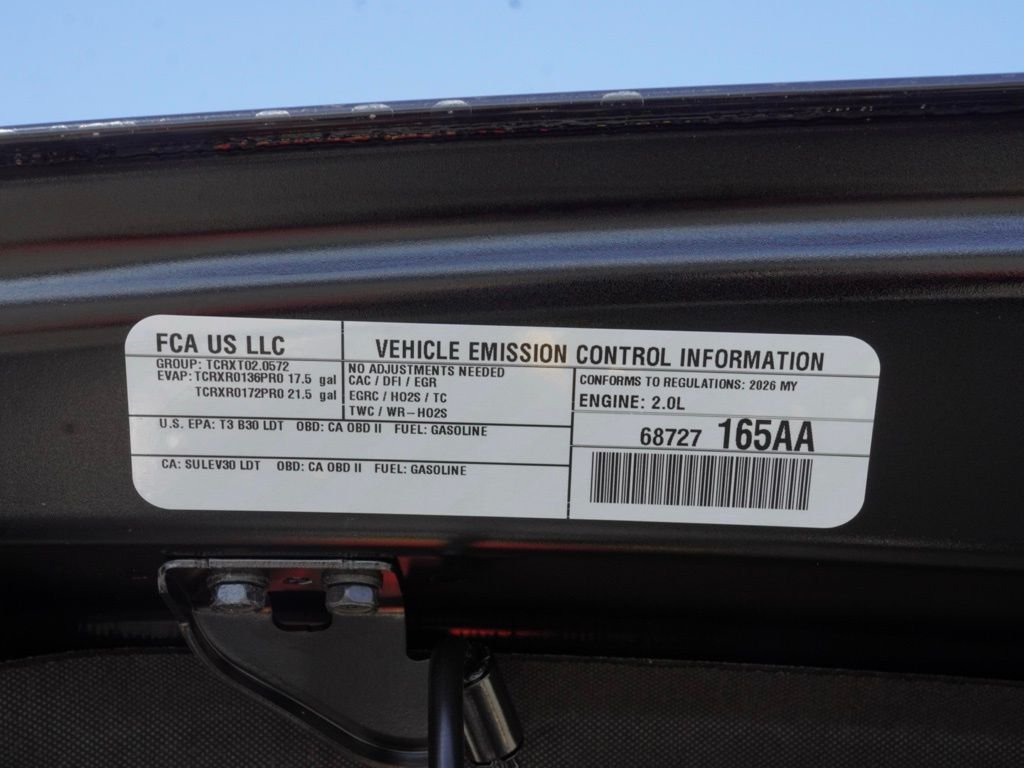 FCA US LLC
GROUP: TCRXT02.0572
EVAP: TCRXR0136PR0 17.5 gal
TCRXR0172PR0 21.5 gal
VEHICLE EMISSION CONTROL INFORMATION
NO ADJUSTMENTS NEEDED
CAC / DFI / EGR
EGRC / HO2S / TC
TWC / WR-HO2S
CONFORMS TO REGULATIONS: 2026 MY
ENGINE: 2.0L
U.S. EPA: T3 B30 LDT OBD: CA OBD II FUEL: GASOLINE
68727 165AA
CA: SULEV30 LDT OBD: CA OBD II FUEL: GASOLINE